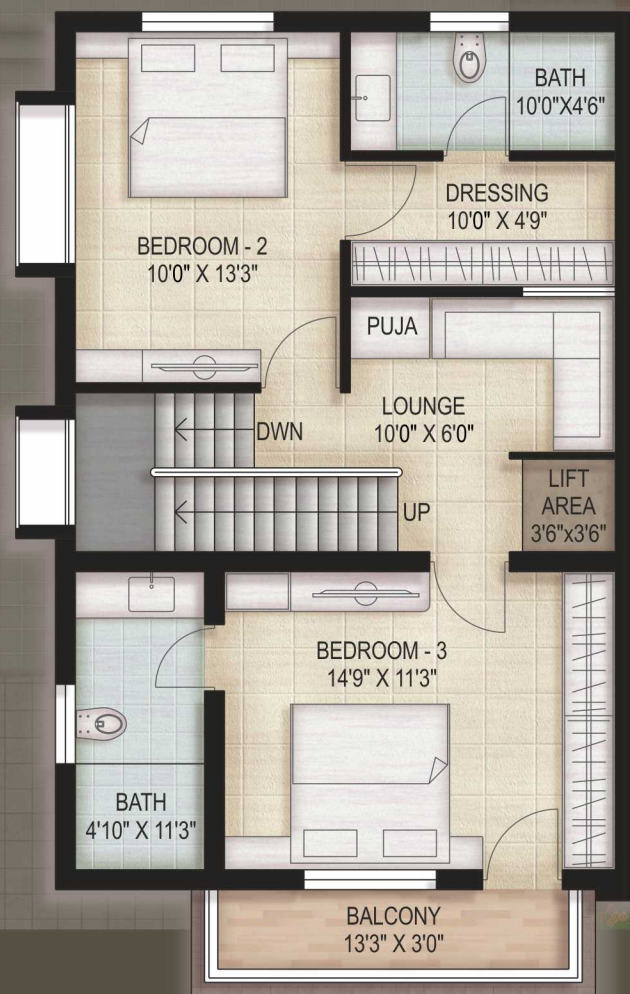 BATH
10'0"X4'6"
DRESSING
10'0" X 4'9"
BEDROOM - 2
10'0" X 13'3"
PUJA
LOUNGE
10'0" X 6'0"
DWN
LIFT
AREA
3'6"x3'6"
UP
BEDROOM - 3
14'9" X 11'3"
BATH
4'10" X 11'3"
BALCONY
13'3" X 3'0"